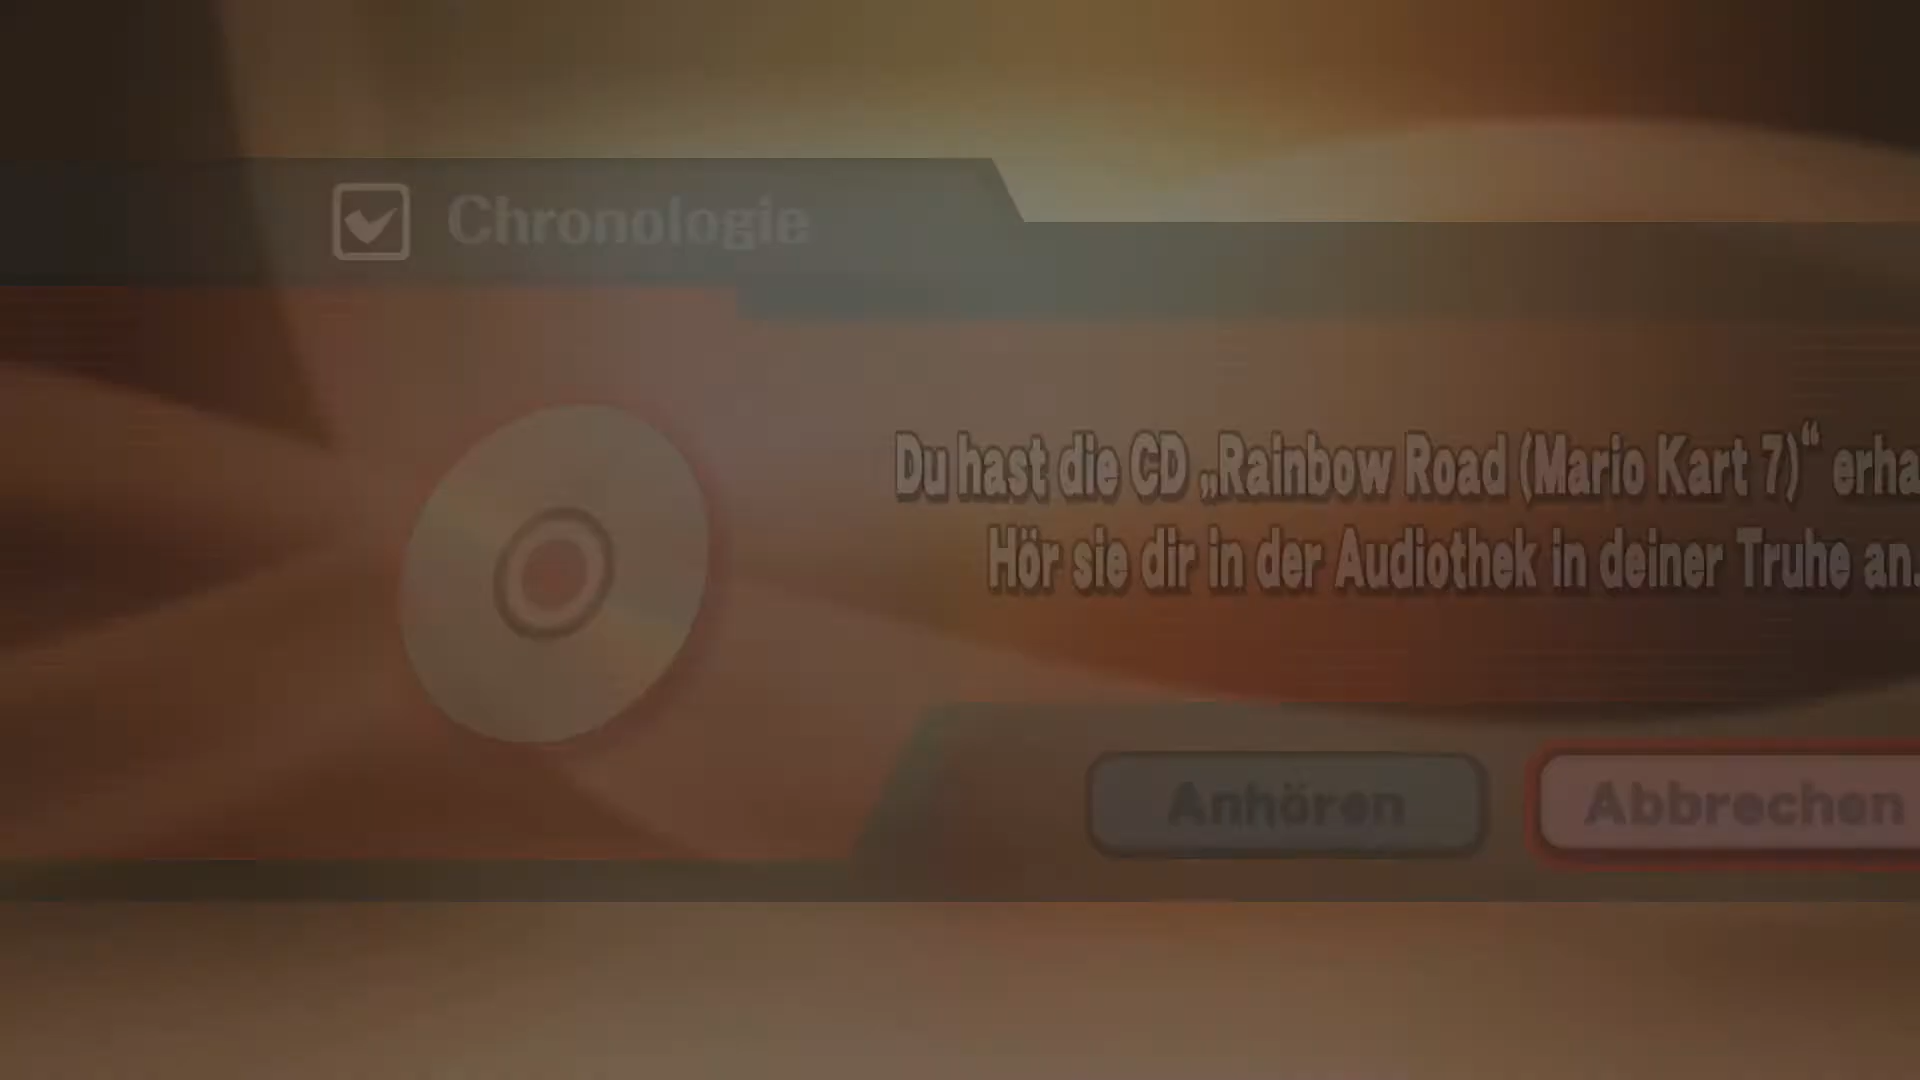 Chronologie
Du hast die CD „Rainbow Road (Mario Kart 7)“ erha
Hör sie dir in der Audiothek in deiner Truhe an.
Anhören
Abbrechen